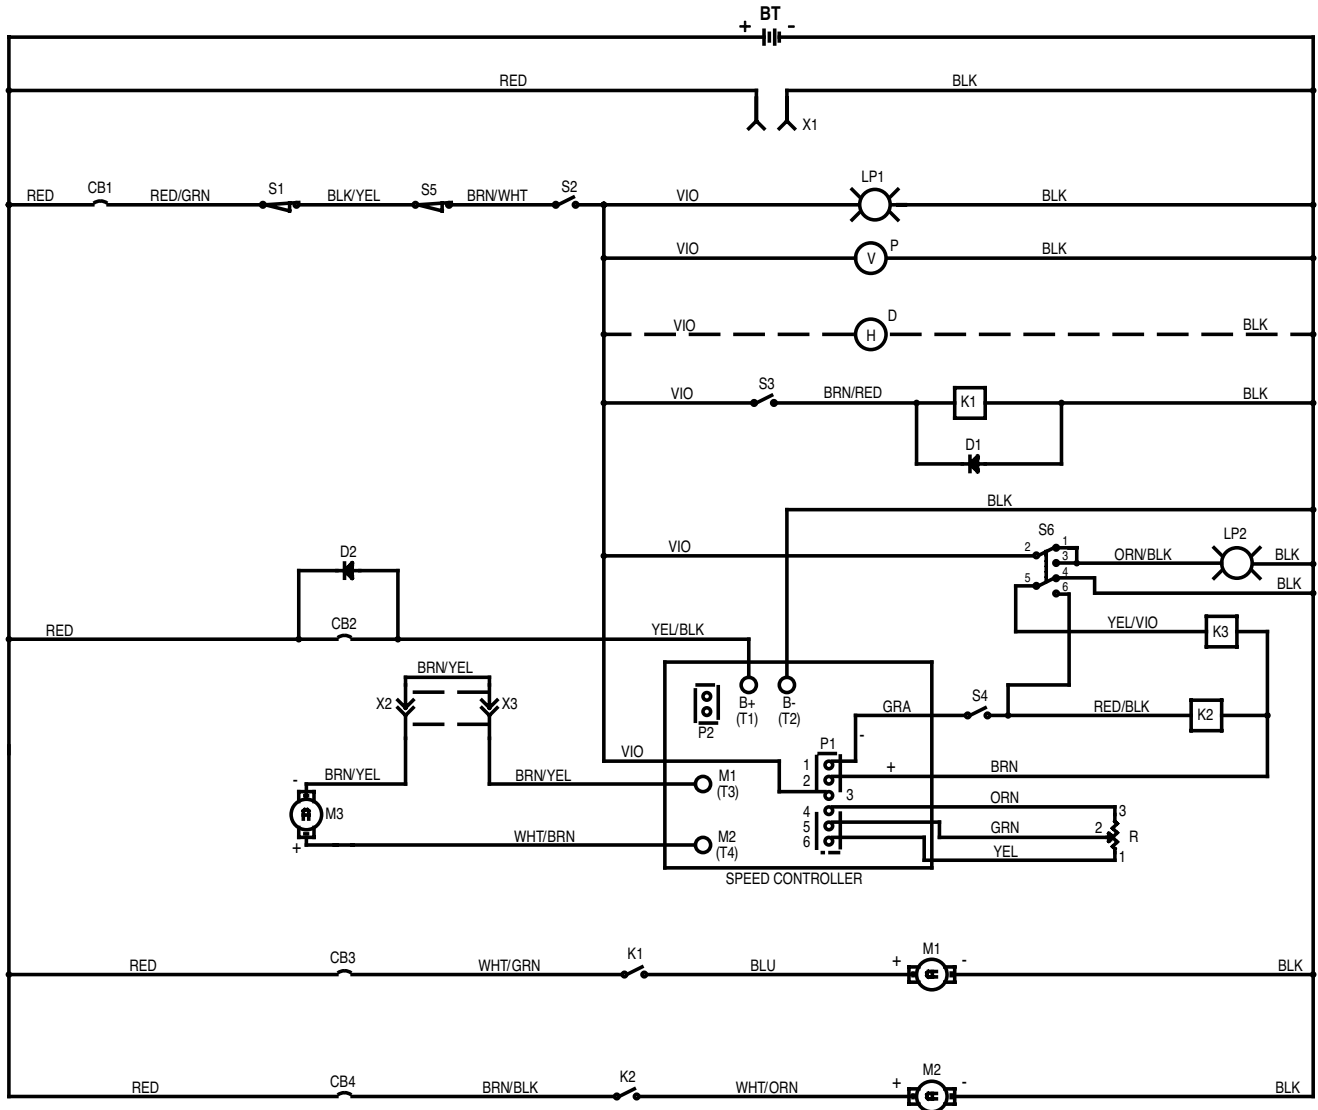 BT
+ -
RED BLK
X1
RED CB1 RED/GRN S1 BLK/YEL S5 BRN/WHT S2 VIO LP1 BLK
VIO V P BLK
VIO H D BLK
VIO S3 BRN/RED K1 BLK
D1
BLK
VIO S6 2 1 3 ORN/BLK LP2 BLK
5 4 6 BLK
D2
RED CB2 YEL/BLK YEL/VIO K3
BRN/YEL
X2 X3
P2 B+ (T1) B- (T2) GRA S4 RED/BLK K2
-
VIO P1
1
2 + BRN
3
- BRN/YEL BRN/YEL M1 (T3)
M3
4 ORN 3
5 GRN 2 R
6 YEL 1
+ WHT/BRN M2 (T4)
SPEED CONTROLLER
RED CB3 WHT/GRN K1 BLU + M1 - BLK
RED CB4 BRN/BLK K2 WHT/ORN + M2 - BLK